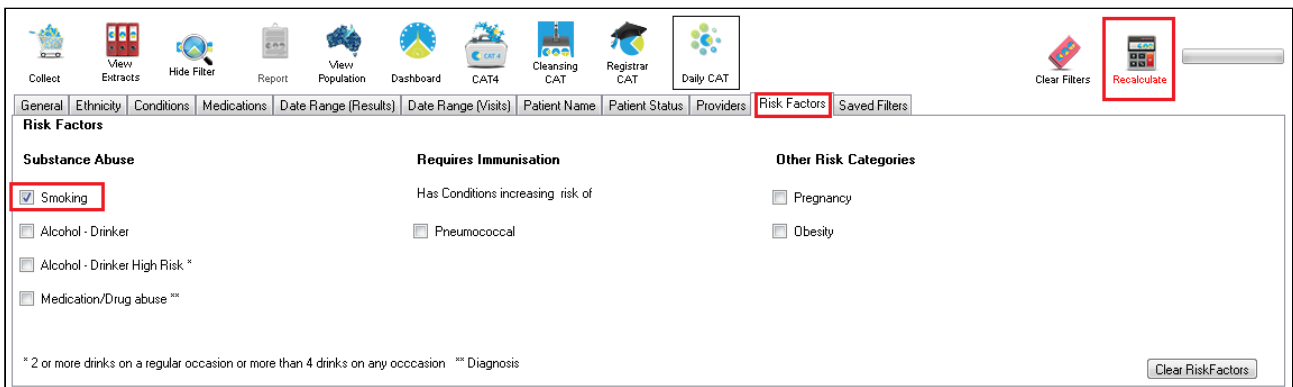 Collect
View Extracts
Hide Filter
Report
View Population
Dashboard
CAT 4
CAT4
Cleansing CAT
Registrar CAT
Daily CAT
Clear Filters
Recalculate
General Ethnicity Conditions Medications Date Range (Results) Date Range (Visits) Patient Name Patient Status Providers Risk Factors Saved Filters
Risk Factors
Substance Abuse Requires Immunisation Other Risk Categories
Smoking Has Conditions increasing risk of Pregnancy
Alcohol - Drinker Pneumococcal Obesity
Alcohol - Drinker High Risk *
Medication/Drug abuse **
* 2 or more drinks on a regular occasion or more than 4 drinks on any occcasion ** Diagnosis
Clear RiskFactors